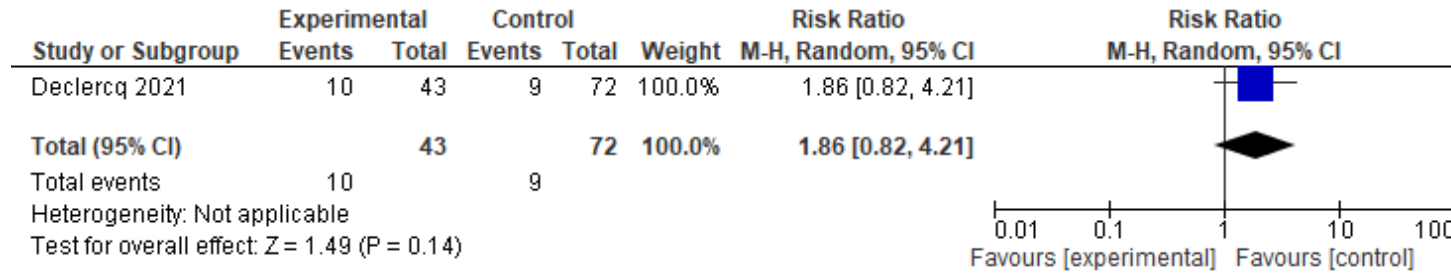 Experimental Control Risk Ratio Risk Ratio
Study or Subgroup Events Total Events Total Weight M-H, Random, 95% CI M-H, Random, 95% CI
Declercq 2021 10 43 9 72 100.0% 1.86 [0.82, 4.21]
Total (95% CI) 43 72 100.0% 1.86 [0.82, 4.21]
Total events 10 9
Heterogeneity: Not applicable
Test for overall effect: Z = 1.49 (P = 0.14)
0.01 0.1 1 10 100
Favours [experimental] Favours [control]